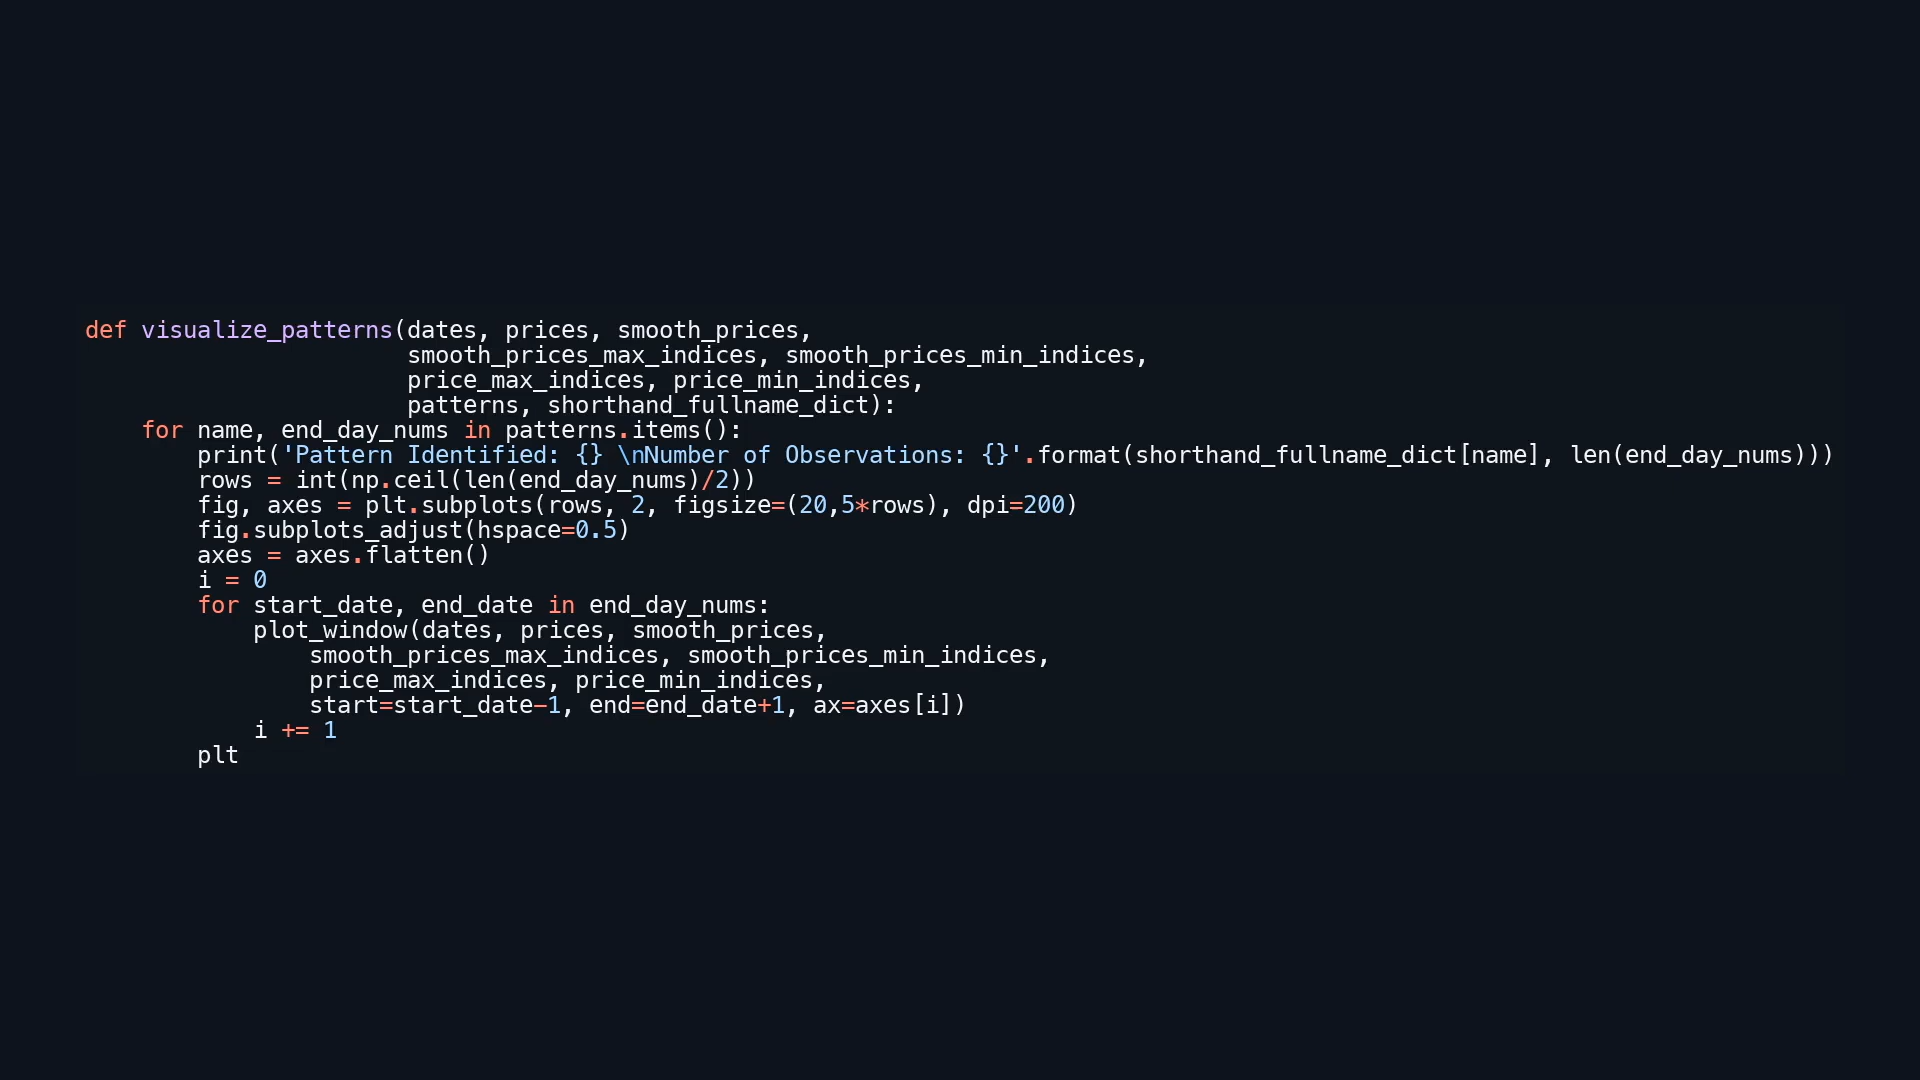 def visualize_patterns(dates, prices, smooth_prices,
                       smooth_prices_max_indices, smooth_prices_min_indices,
                       price_max_indices, price_min_indices,
                       patterns, shorthand_fullname_dict):
    for name, end_day_nums in patterns.items():
        print('Pattern Identified: {} \nNumber of Observations: {}'.format(shorthand_fullname_dict[name], len(end_day_nums)))
        rows = int(np.ceil(len(end_day_nums)/2))
        fig, axes = plt.subplots(rows, 2, figsize=(20,5*rows), dpi=200)
        fig.subplots_adjust(hspace=0.5)
        axes = axes.flatten()
        i = 0
        for start_date, end_date in end_day_nums:
            plot_window(dates, prices, smooth_prices,
                smooth_prices_max_indices, smooth_prices_min_indices,
                price_max_indices, price_min_indices,
                start=start_date-1, end=end_date+1, ax=axes[i])
            i += 1
        plt